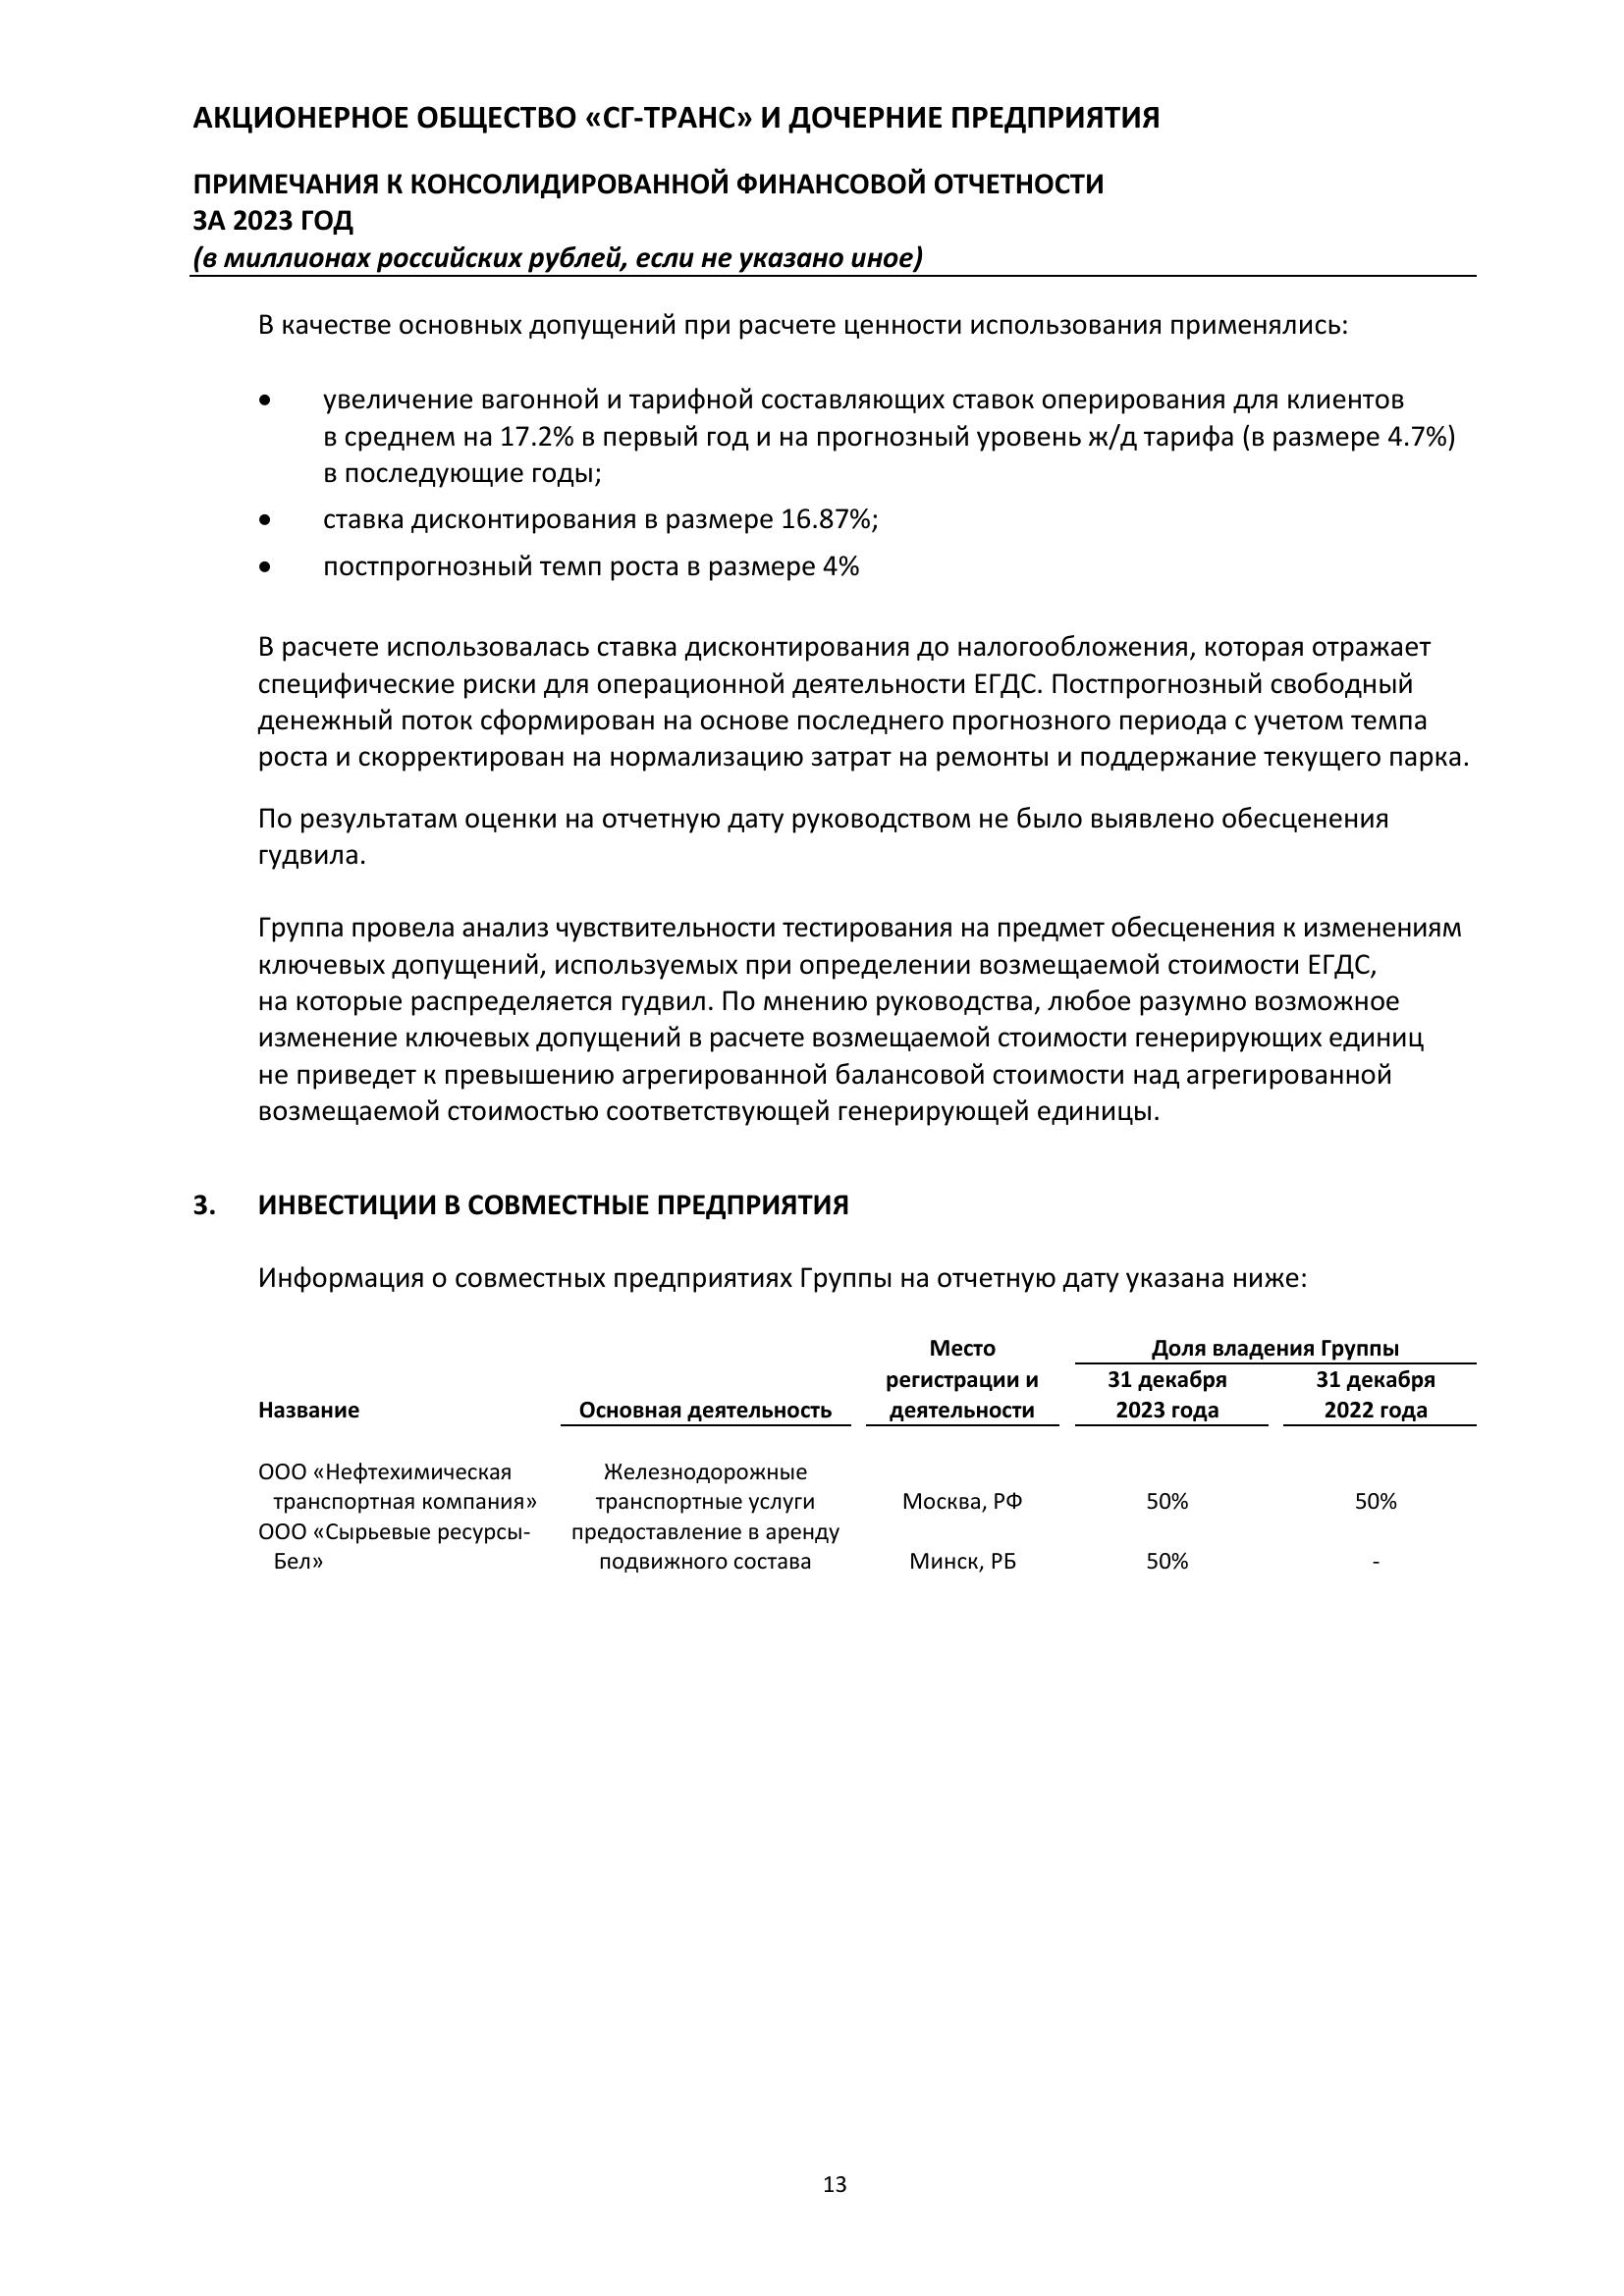 АКЦИОНЕРНОЕ ОБЩЕСТВО «СГ-ТРАНС» И ДОЧЕРНИЕ ПРЕДПРИЯТИЯ
ПРИМЕЧАНИЯ К КОНСОЛИДИРОВАННОЙ ФИНАНСОВОЙ ОТЧЕТНОСТИ
ЗА 2023 ГОД
(в миллионах российских рублей, если не указано иное)
В качестве основных допущений при расчете ценности использования применялись:
• увеличение вагонной и тарифной составляющих ставок оперирования для клиентов
в среднем на 17.2% в первый год и на прогнозный уровень ж/д тарифа (в размере 4.7%)
в последующие годы;
• ставка дисконтирования в размере 16.87%;
• постпрогнозный темп роста в размере 4%
В расчете использовалась ставка дисконтирования до налогообложения, которая отражает
специфические риски для операционной деятельности ЕГДС. Постпрогнозный свободный
денежный поток сформирован на основе последнего прогнозного периода с учетом темпа
роста и скорректирован на нормализацию затрат на ремонты и поддержание текущего парка.
По результатам оценки на отчетную дату руководством не было выявлено обесценения
гудвила.
Группа провела анализ чувствительности тестирования на предмет обесценения к изменениям
ключевых допущений, используемых при определении возмещаемой стоимости ЕГДС,
на которые распределяется гудвил. По мнению руководства, любое разумно возможное
изменение ключевых допущений в расчете возмещаемой стоимости генерирующих единиц
не приведет к превышению агрегированной балансовой стоимости над агрегированной
возмещаемой стоимостью соответствующей генерирующей единицы.
3. ИНВЕСТИЦИИ В СОВМЕСТНЫЕ ПРЕДПРИЯТИЯ
Информация о совместных предприятиях Группы на отчетную дату указана ниже:
Место Доля владения Группы
регистрации и 31 декабря 31 декабря
Название Основная деятельность деятельности 2023 года 2022 года
ООО «Нефтехимическая Железнодорожные
транспортная компания» транспортные услуги Москва, РФ 50% 50%
ООО «Сырьевые ресурсы- предоставление в аренду
Бел» подвижного состава Минск, РБ 50% -
13